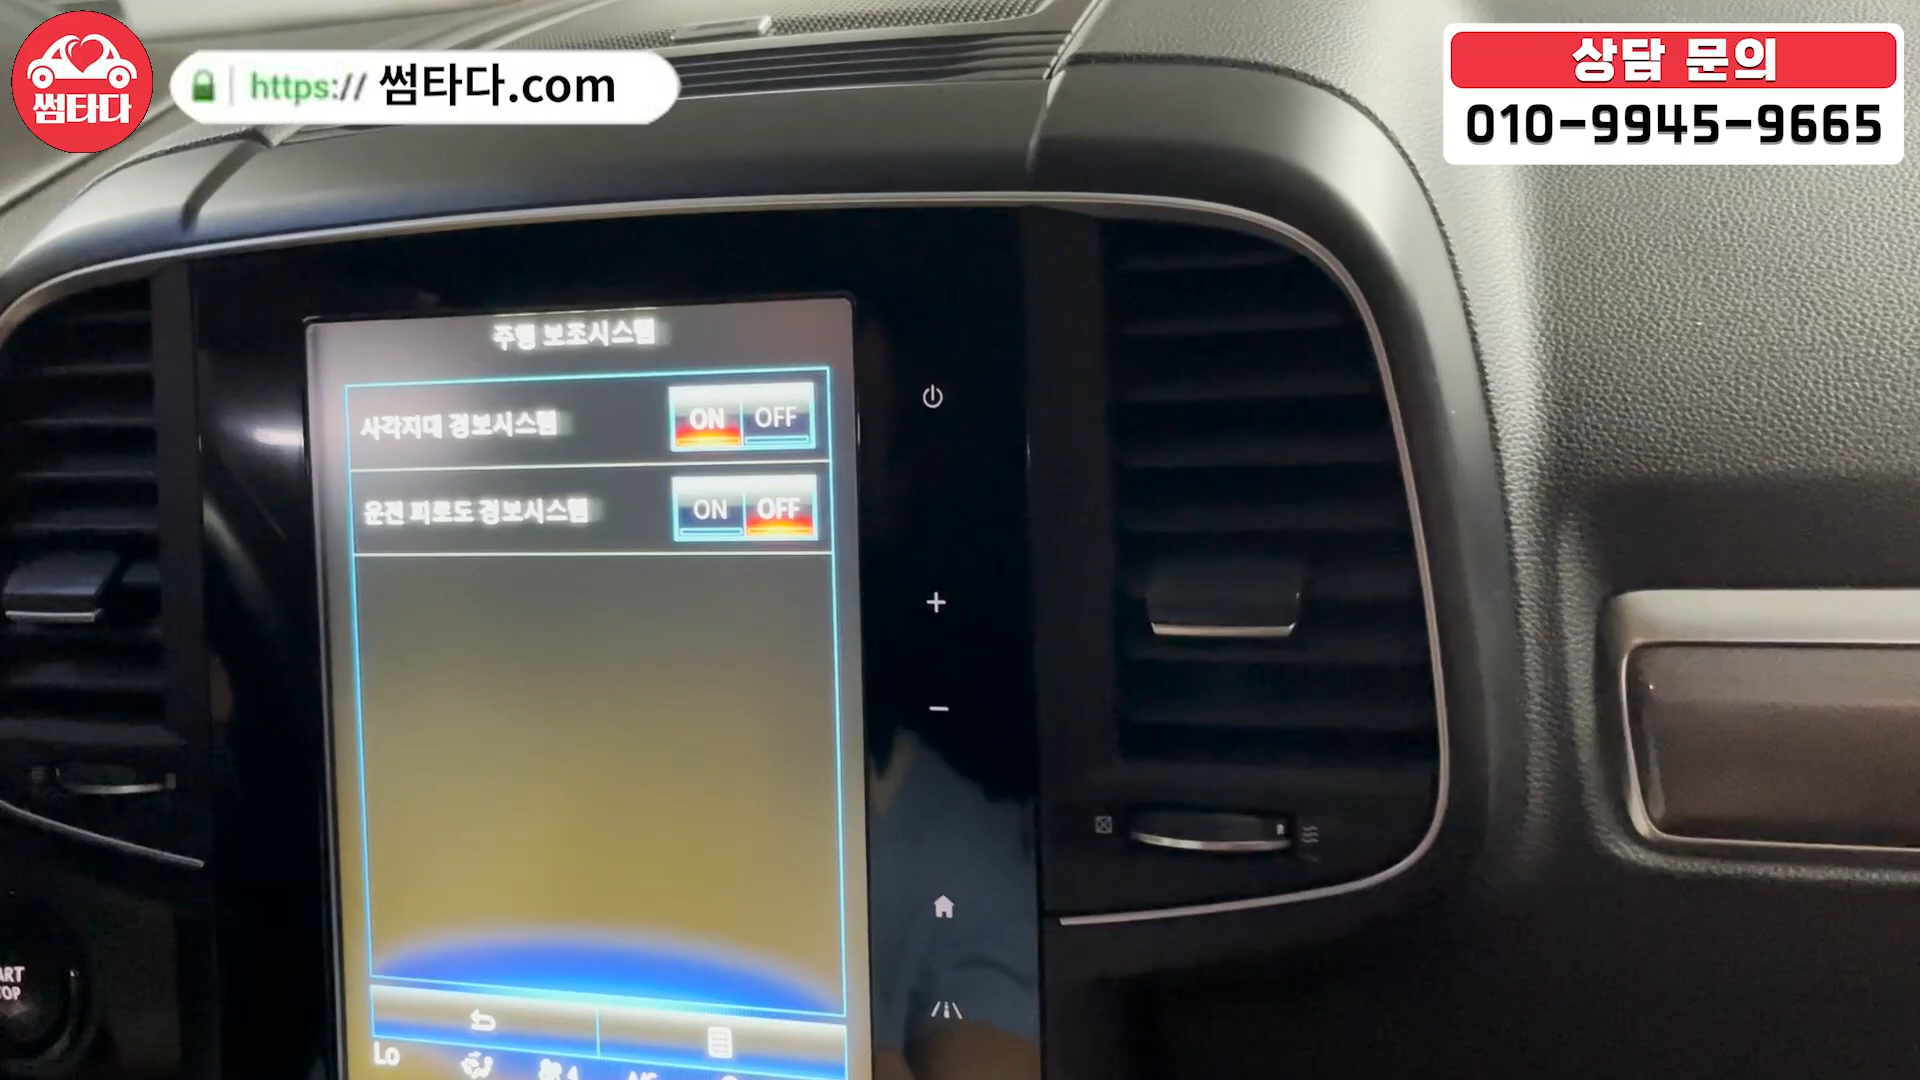 썸타다
https:// 썸타다.com
상담 문의
010-9945-9665
주행 보조시스템
사각지대 경보시스템
ON OFF
운전 피로도 경보시스템
ON OFF
Lo